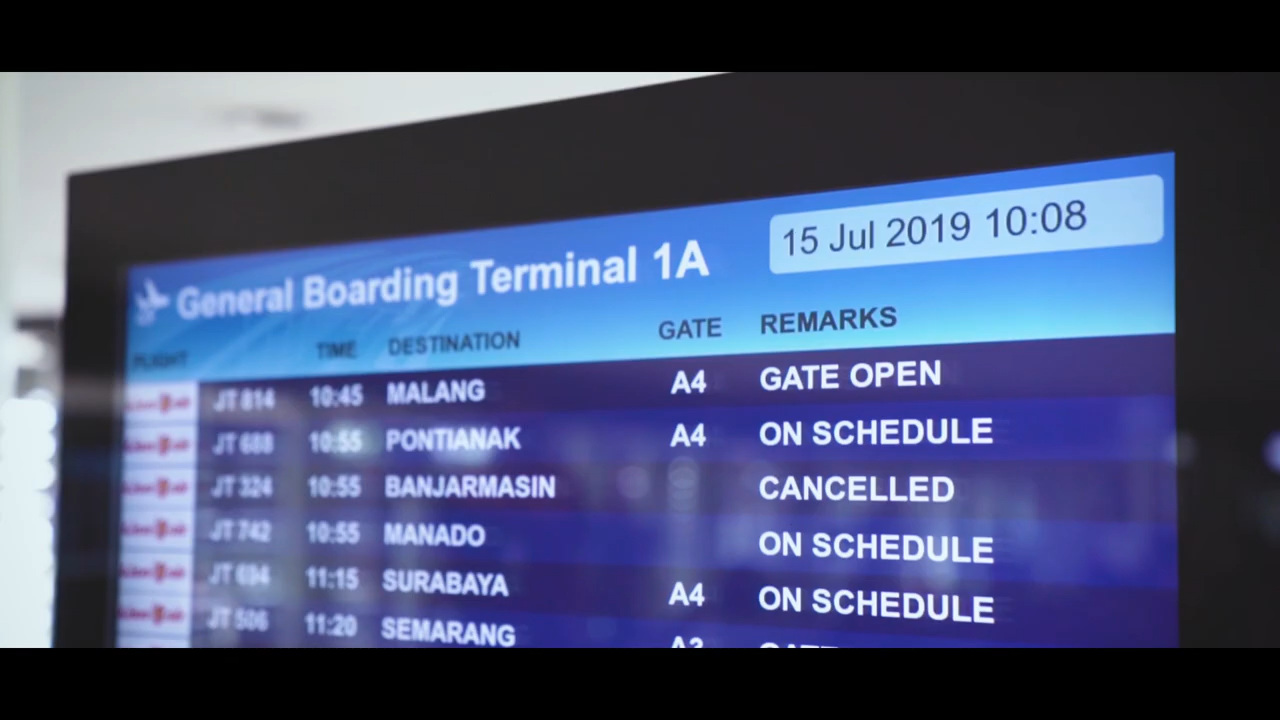 General Boarding Terminal 1A 15 Jul 2019 10:08
FLIGHT TIME DESTINATION GATE REMARKS
JT 814 10:45 MALANG A4 GATE OPEN
JT 688 10:55 PONTIANAK A4 ON SCHEDULE
JT 324 10:55 BANJARMASIN CANCELLED
JT 742 10:55 MANADO ON SCHEDULE
JT 694 11:15 SURABAYA A4 ON SCHEDULE
JT 506 11:20 SEMARANG